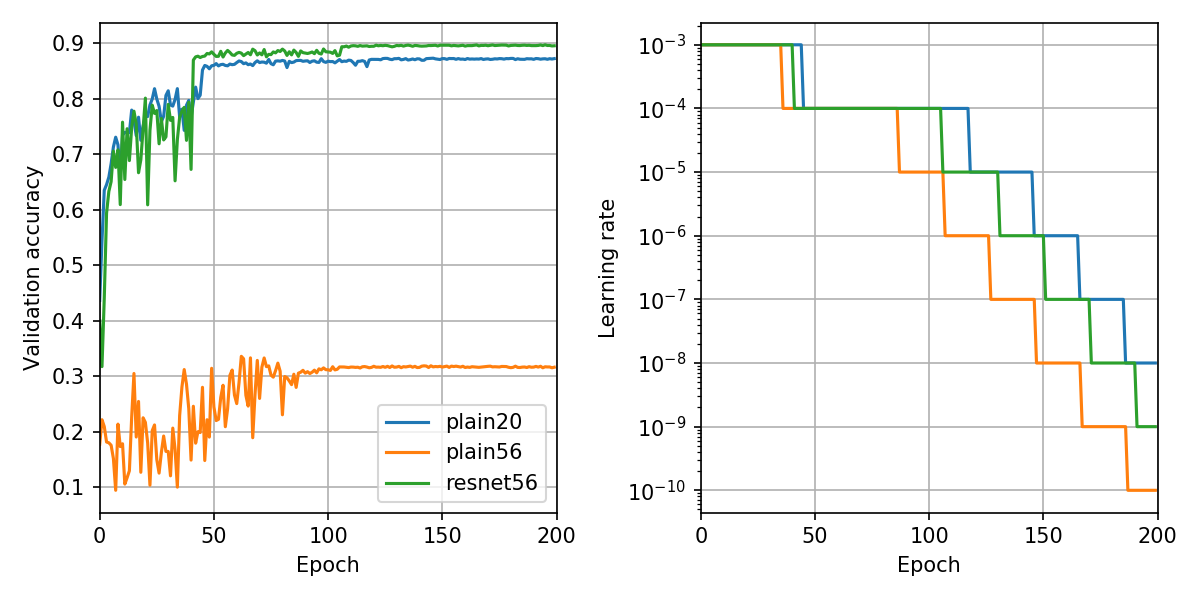 0.9
0.8
0.7
0.6
0.5
0.4
0.3
0.2
0.1
Validation accuracy
0 50 100 150 200
Epoch
plain20
plain56
resnet56
10⁻³
10⁻⁴
10⁻⁵
10⁻⁶
10⁻⁷
10⁻⁸
10⁻⁹
10⁻¹⁰
Learning rate
0 50 100 150 200
Epoch